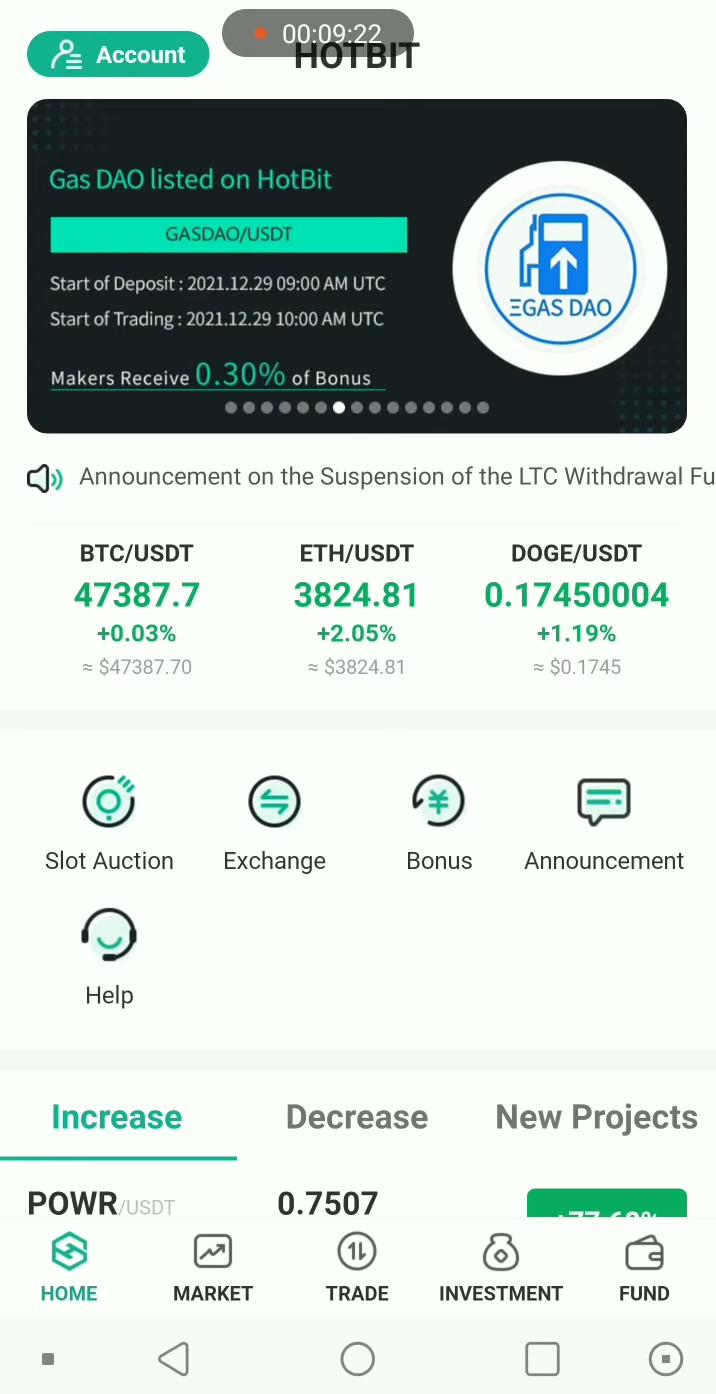 00:09:22
Account
HOTBIT
Gas DAO listed on HotBit
GASDAO/USDT
Start of Deposit : 2021.12.29 09:00 AM UTC
Start of Trading : 2021.12.29 10:00 AM UTC
Makers Receive 0.30% of Bonus
ΞGAS DAO
Announcement on the Suspension of the LTC Withdrawal Fu
BTC/USDT ETH/USDT DOGE/USDT
47387.7 3824.81 0.17450004
+0.03% +2.05% +1.19%
≈ $47387.70 ≈ $3824.81 ≈ $0.1745
Slot Auction Exchange Bonus Announcement
Help
Increase Decrease New Projects
POWR/USDT 0.7507
HOME MARKET TRADE INVESTMENT FUND